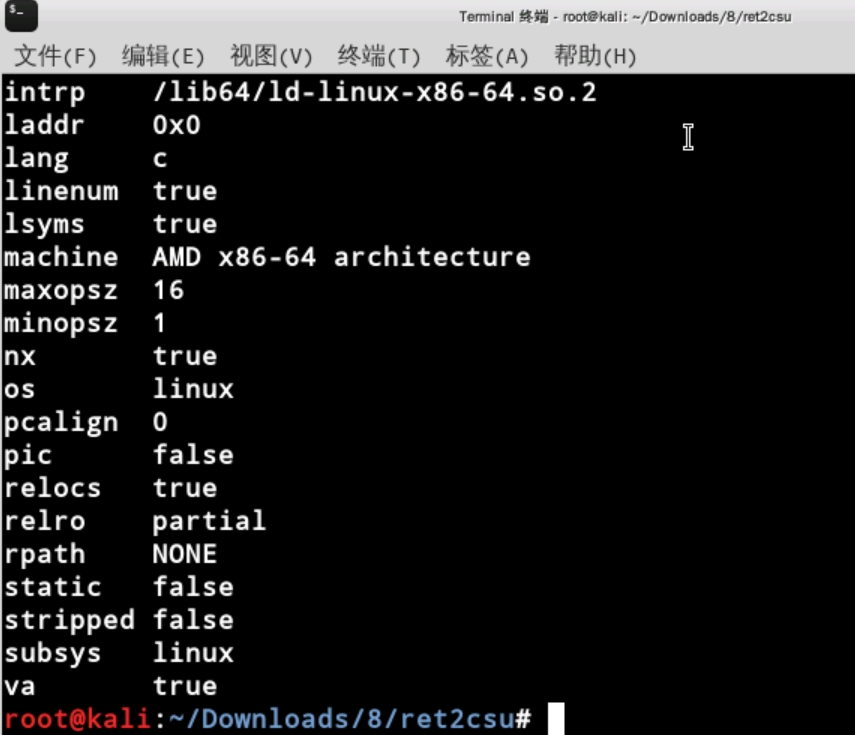 $_
Terminal 终端 - root@kali: ~/Downloads/8/ret2csu
文件(F) 编辑(E) 视图(V) 终端(T) 标签(A) 帮助(H)
intrp /lib64/ld-linux-x86-64.so.2
laddr 0x0
lang c
linenum true
lsyms true
machine AMD x86-64 architecture
maxopsz 16
minopsz 1
nx true
os linux
pcalign 0
pic false
relocs true
relro partial
rpath NONE
static false
stripped false
subsys linux
va true
root@kali:~/Downloads/8/ret2csu#